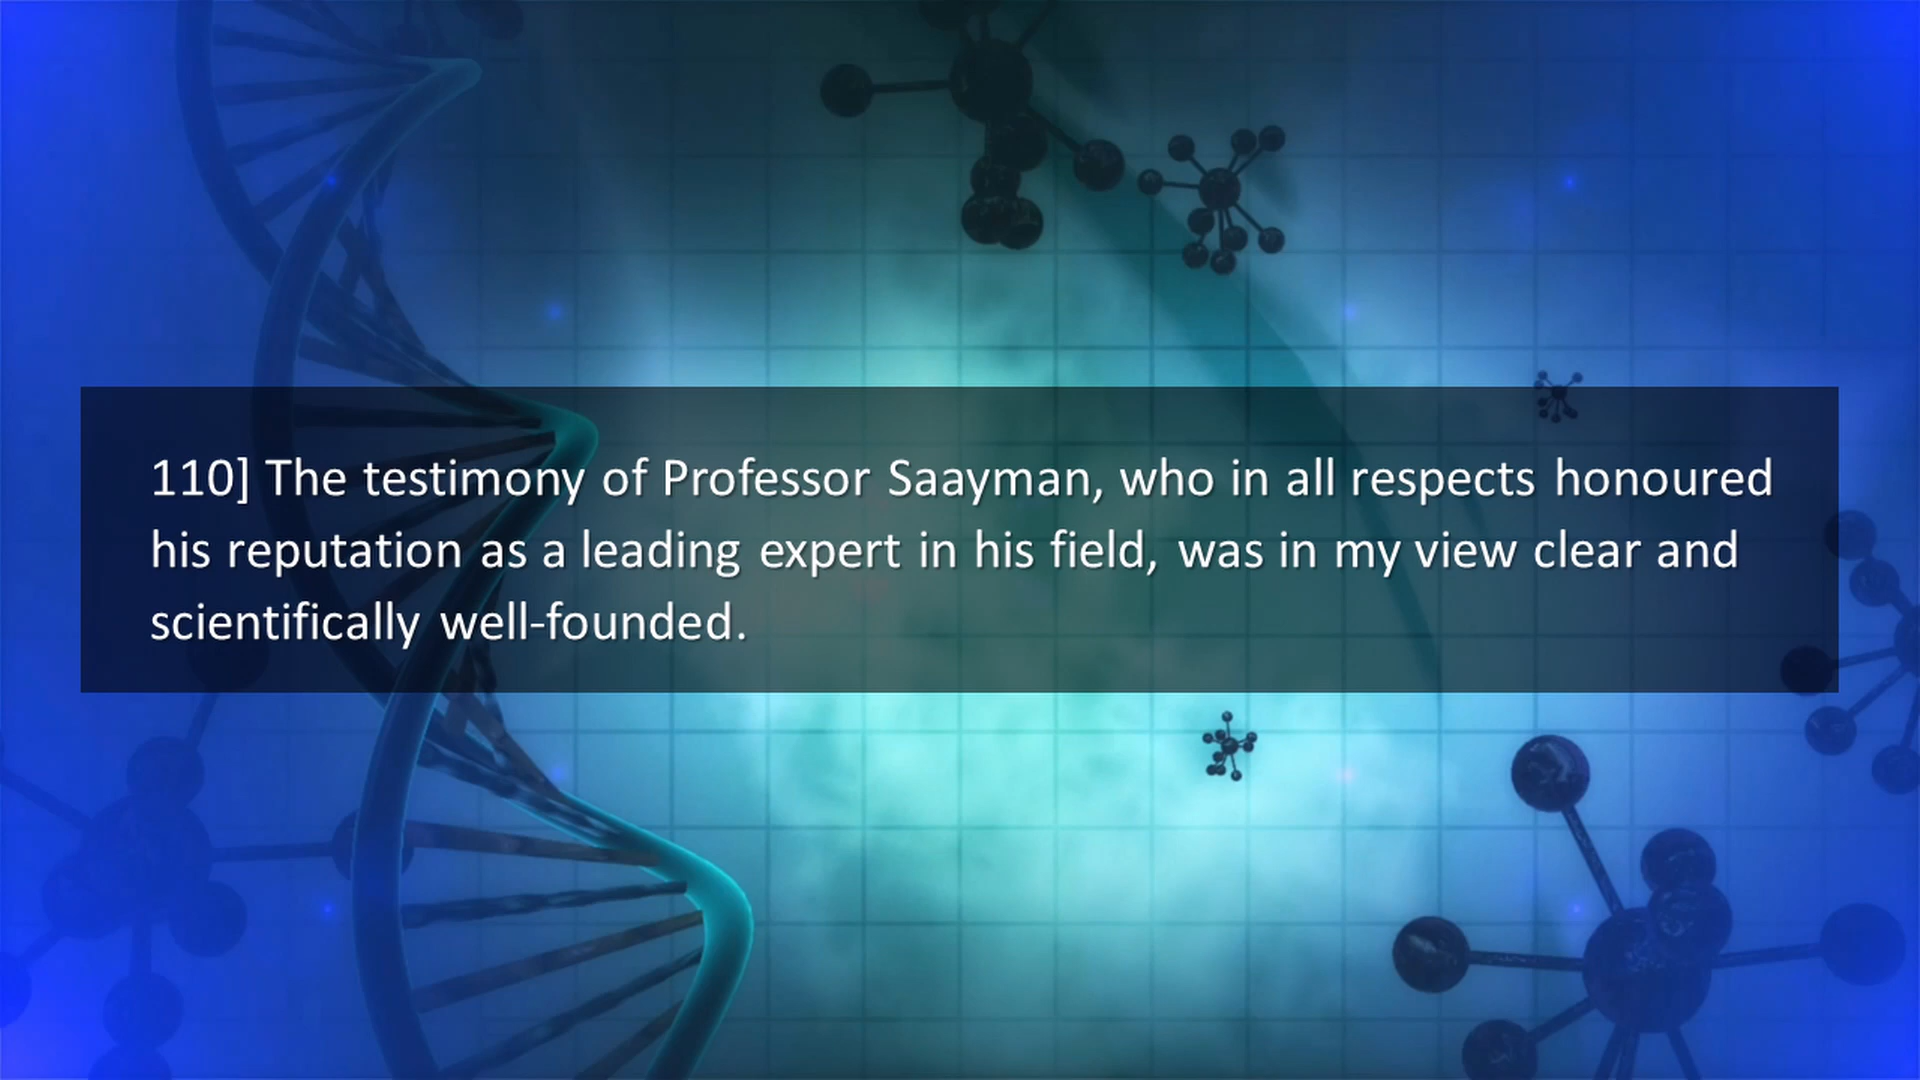 110] The testimony of Professor Saayman, who in all respects honoured
his reputation as a leading expert in his field, was in my view clear and
scientifically well-founded.